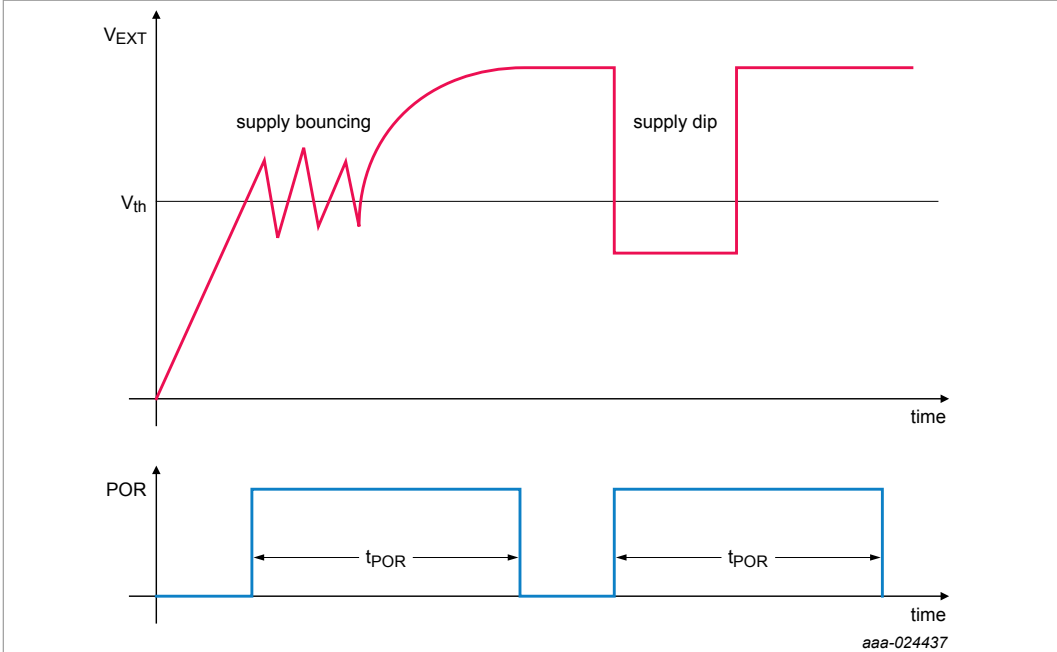 VEXT
supply bouncing
supply dip
Vth
time
POR
tPOR
tPOR
time
aaa-024437